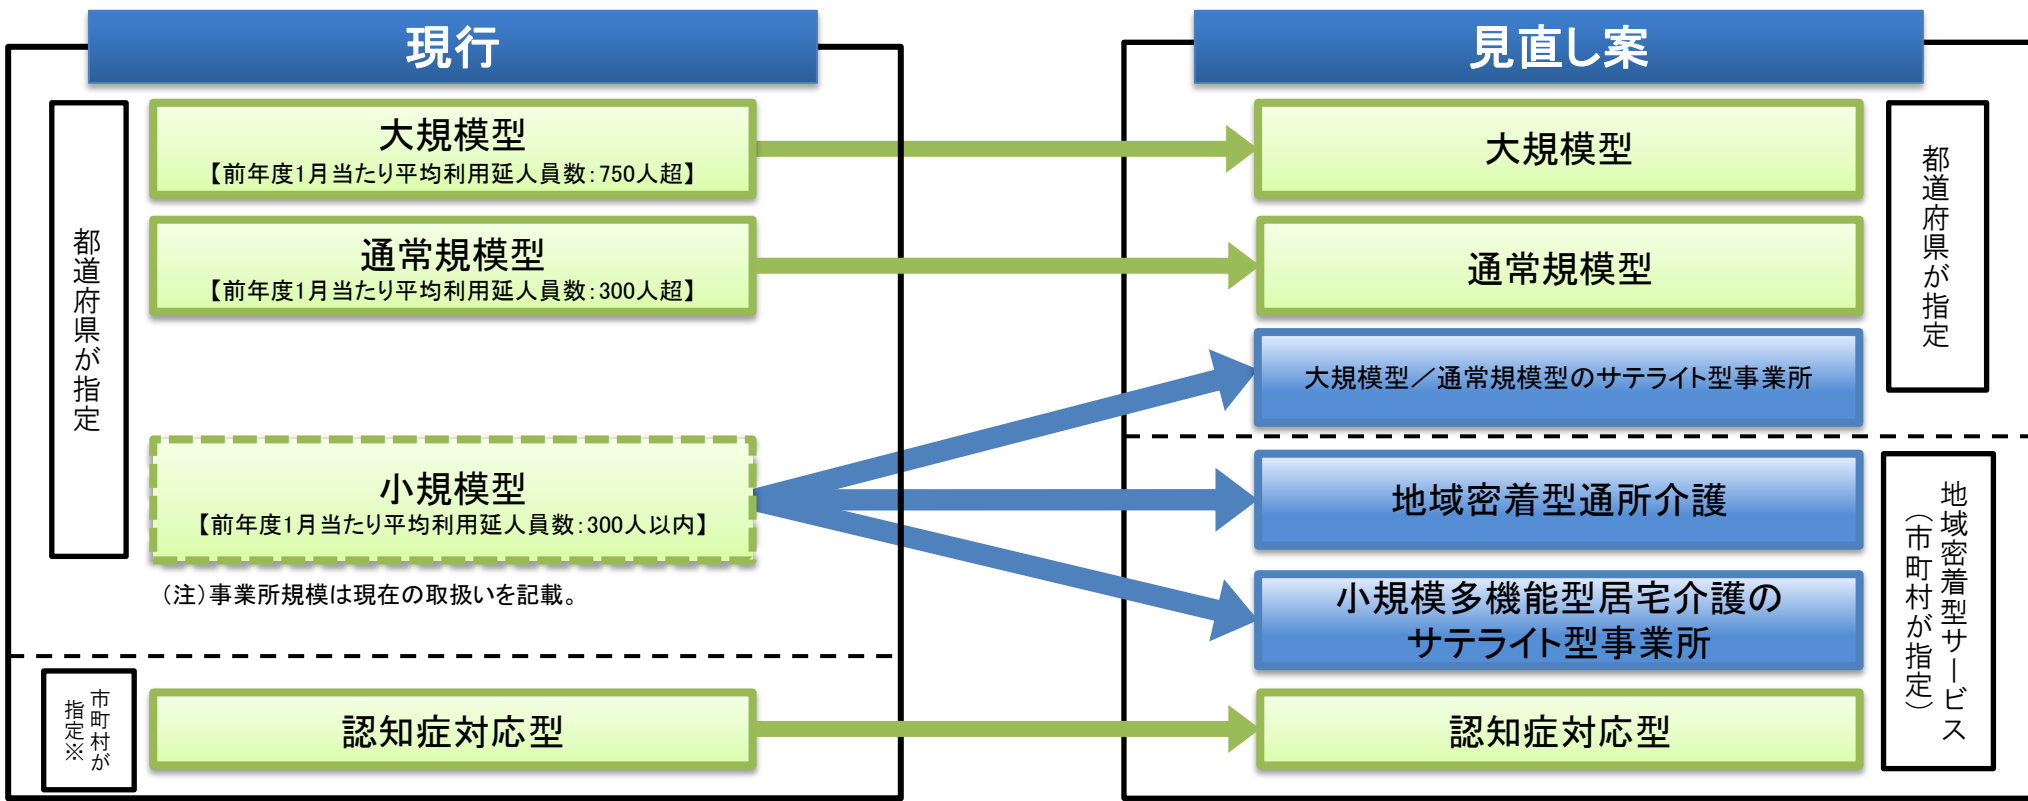 現行
都道府県が指定
大規模型
【前年度1月当たり平均利用延人員数:750人超】
通常規模型
【前年度1月当たり平均利用延人員数:300人超】
小規模型
【前年度1月当たり平均利用延人員数:300人以内】
(注)事業所規模は現在の取扱いを記載。
市町村が
指定※
認知症対応型
見直し案
大規模型
通常規模型
大規模型/通常規模型のサテライト型事業所
都道府県が指定
地域密着型通所介護
小規模多機能型居宅介護の
サテライト型事業所
認知症対応型
地域密着型サービス
(市町村が指定)